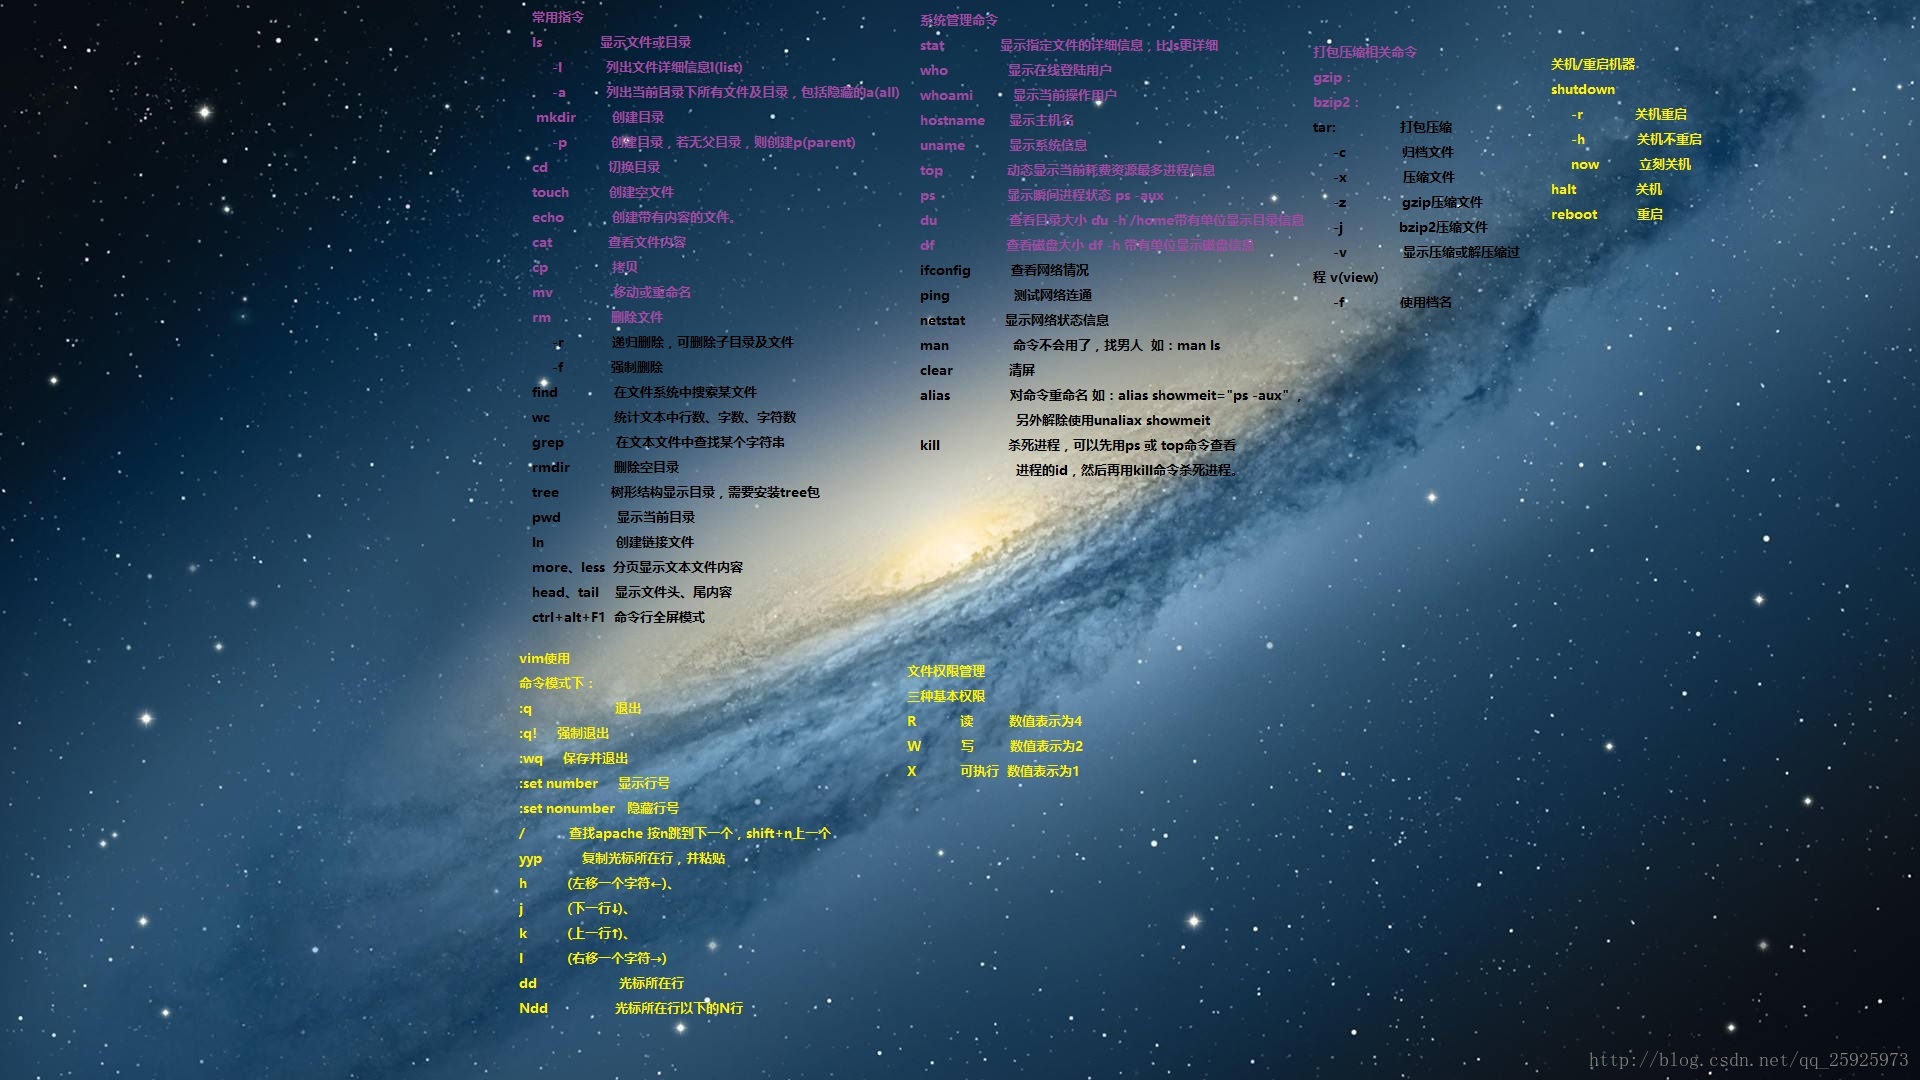 常用指令
ls 显示文件或目录
-l 列出文件详细信息l(list)
-a 列出当前目录下所有文件及目录，包括隐藏的a(all)
mkdir 创建目录
-p 创建目录，若无父目录，则创建p(parent)
cd 切换目录
touch 创建空文件
echo 创建带有内容的文件。
cat 查看文件内容
cp 拷贝
mv 移动或重命名
rm 删除文件
-r 递归删除，可删除子目录及文件
-f 强制删除
find 在文件系统中搜索某文件
wc 统计文本中行数、字数、字符数
grep 在文本文件中查找某个字符串
rmdir 删除空目录
tree 树形结构显示目录，需要安装tree包
pwd 显示当前目录
ln 创建链接文件
more、less 分页显示文本文件内容
head、tail 显示文件头、尾内容
ctrl+alt+F1 命令行全屏模式
系统管理命令
stat 显示指定文件的详细信息，比ls更详细
who 显示在线登陆用户
whoami 显示当前操作用户
hostname 显示主机名
uname 显示系统信息
top 动态显示当前耗费资源最多进程信息
ps 显示瞬间进程状态 ps -aux
du 查看目录大小 du -h /home带有单位显示目录信息
df 查看磁盘大小 df -h 带有单位显示磁盘信息
ifconfig 查看网络情况
ping 测试网络连通
netstat 显示网络状态信息
man 命令不会用了，找男人 如：man ls
clear 清屏
alias 对命令重命名 如：alias showmeit="ps -aux" ，
另外解除使用unaliax showmeit
kill 杀死进程，可以先用ps 或 top命令查看
进程的id，然后再用kill命令杀死进程。
打包压缩相关命令
gzip：
bzip2：
tar: 打包压缩
-c 归档文件
-x 压缩文件
-z gzip压缩文件
-j bzip2压缩文件
-v 显示压缩或解压缩过
程 v(view)
-f 使用档名
关机/重启机器
shutdown
-r 关机重启
-h 关机不重启
now 立刻关机
halt 关机
reboot 重启
vim使用
命令模式下：
:q 退出
:q! 强制退出
:wq 保存并退出
:set number 显示行号
:set nonumber 隐藏行号
/ 查找apache 按n跳到下一个，shift+n上一个
yyp 复制光标所在行，并粘贴
h (左移一个字符←)、
j (下一行↓)、
k (上一行↑)、
l (右移一个字符→)
dd 光标所在行
Ndd 光标所在行以下的N行
文件权限管理
三种基本权限
R 读 数值表示为4
W 写 数值表示为2
X 可执行 数值表示为1
http://blog.csdn.net/qq_25925973